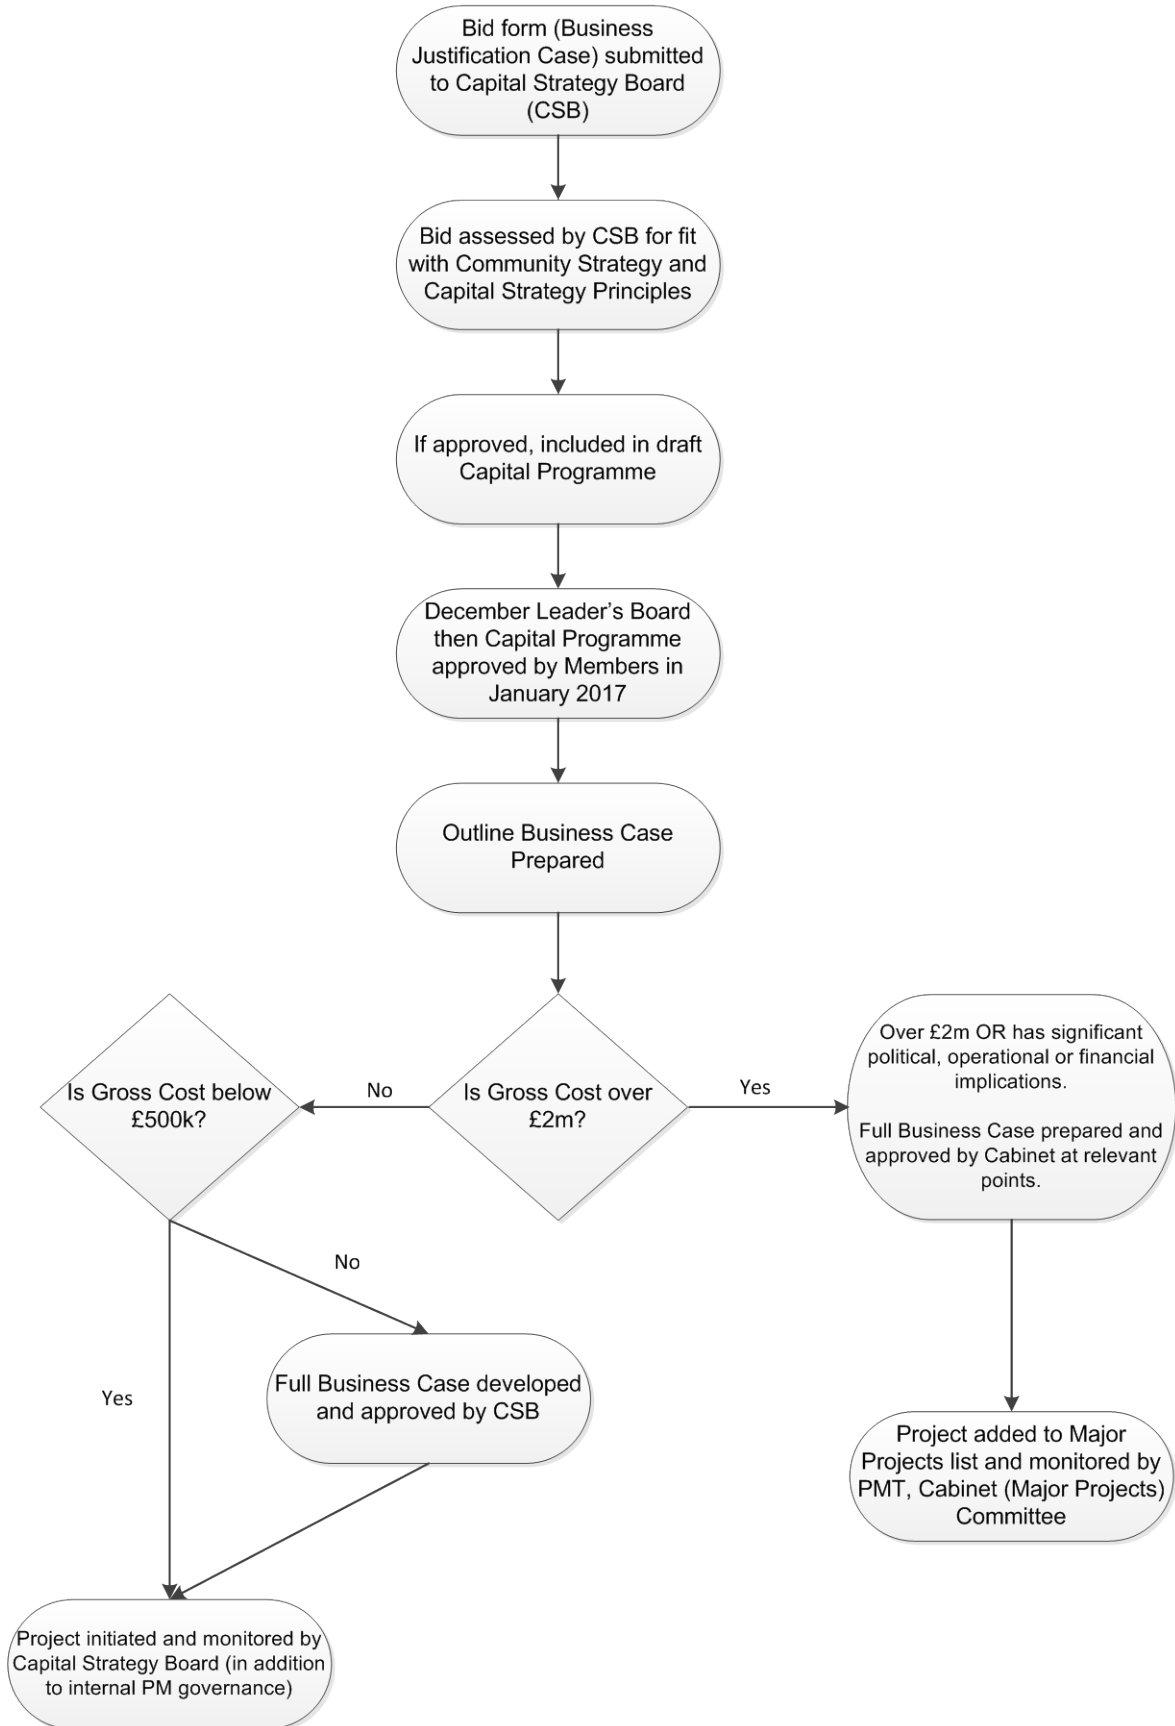 Bid form (Business
Justification Case) submitted
to Capital Strategy Board
(CSB)
Bid assessed by CSB for fit
with Community Strategy and
Capital Strategy Principles
If approved, included in draft
Capital Programme
December Leader’s Board
then Capital Programme
approved by Members in
January 2017
Outline Business Case
Prepared
Is Gross Cost below
£500k?
No
Is Gross Cost over
£2m?
Yes
Over £2m OR has significant
political, operational or financial
implications.
Full Business Case prepared and
approved by Cabinet at relevant
points.
No
Yes
Full Business Case developed
and approved by CSB
Project added to Major
Projects list and monitored by
PMT, Cabinet (Major Projects)
Committee
Project initiated and monitored by
Capital Strategy Board (in addition
to internal PM governance)